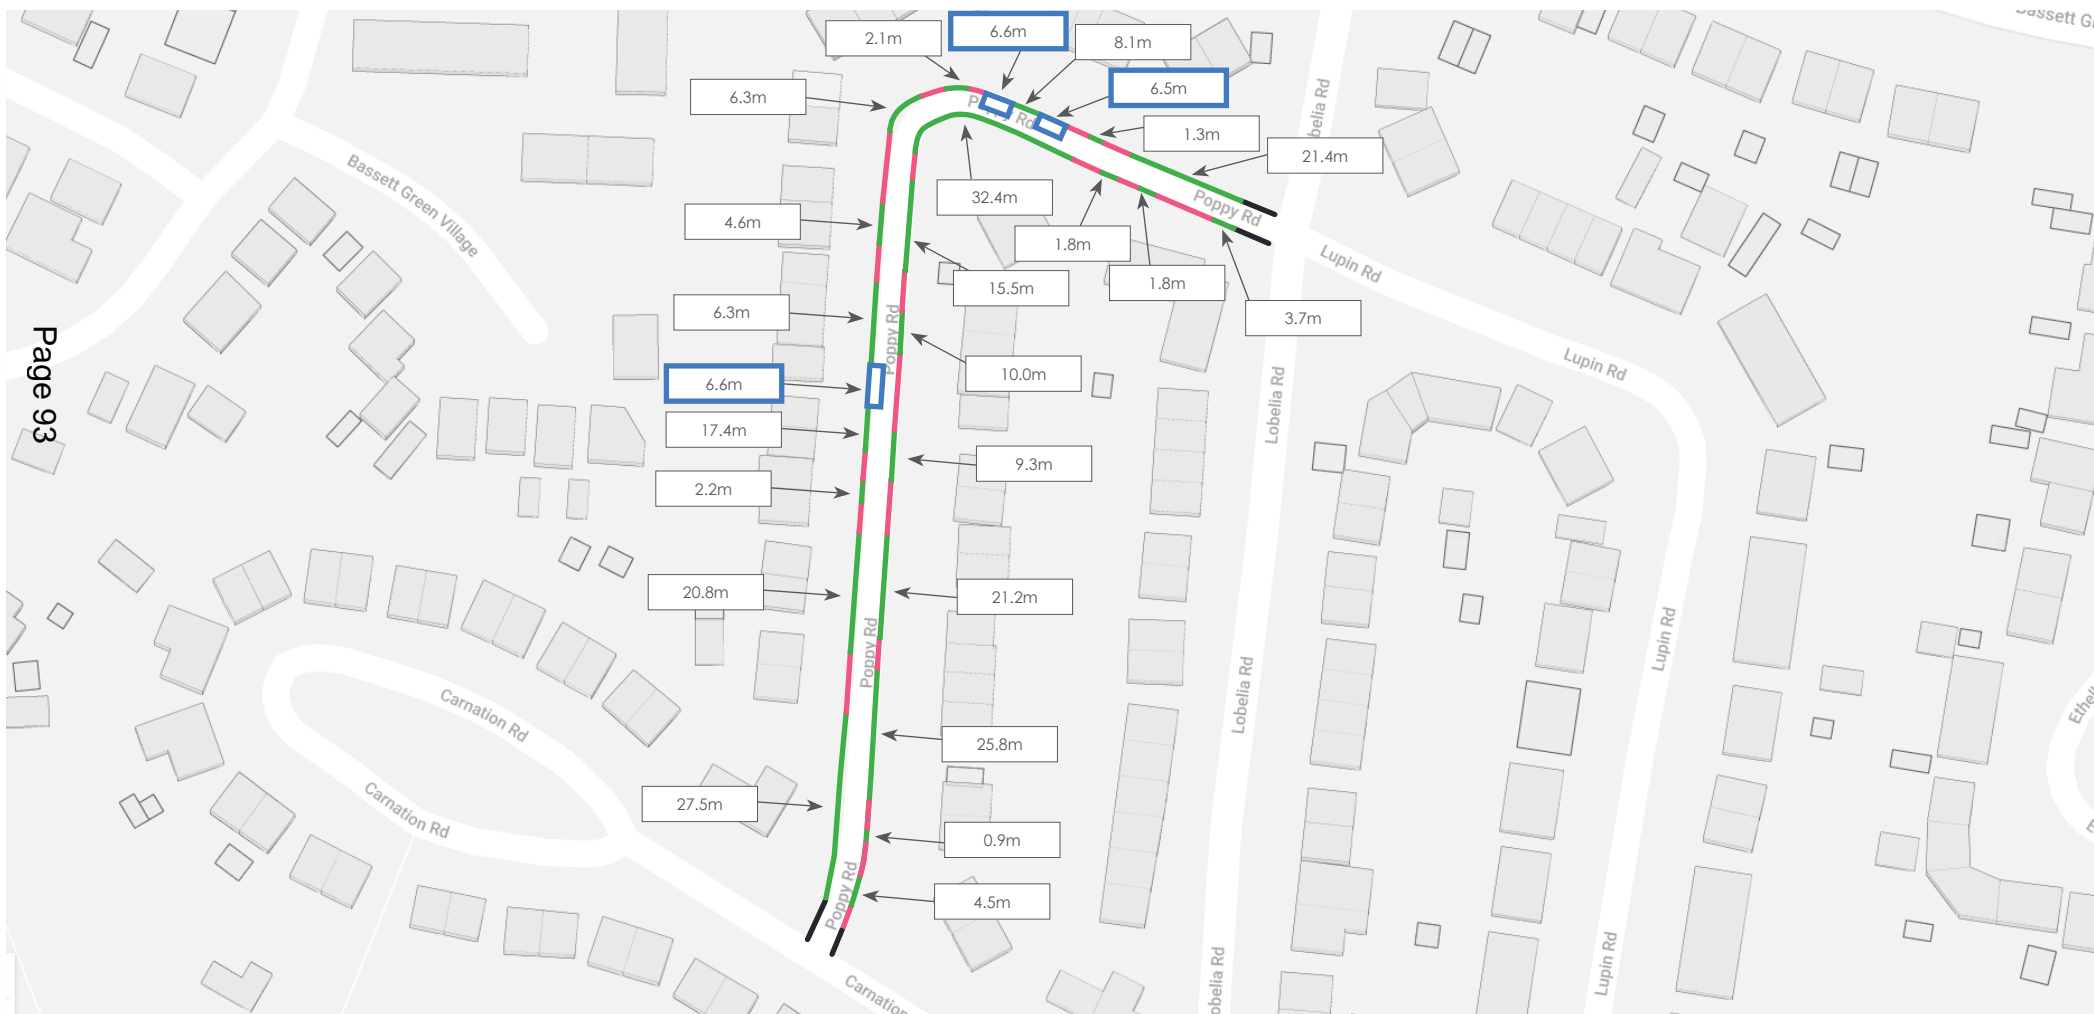 Bassett Gr
2.1m
6.6m
8.1m
6.5m
6.3m
Poppy Rd
1.3m
21.4m
Lobelia Rd
Bassett Green Village
32.4m
Poppy Rd
4.6m
1.8m
1.8m
Lupin Rd
15.5m
6.3m
3.7m
Poppy Rd
Page 93
6.6m
10.0m
Lupin Rd
Lobelia Rd
17.4m
9.3m
2.2m
20.8m
21.2m
Poppy Rd
Lupin Rd
Carnation Rd
Lobelia Rd
25.8m
Carnation Rd
27.5m
0.9m
Poppy Rd
4.5m
Lupin Rd
obelia Rd
Carnation